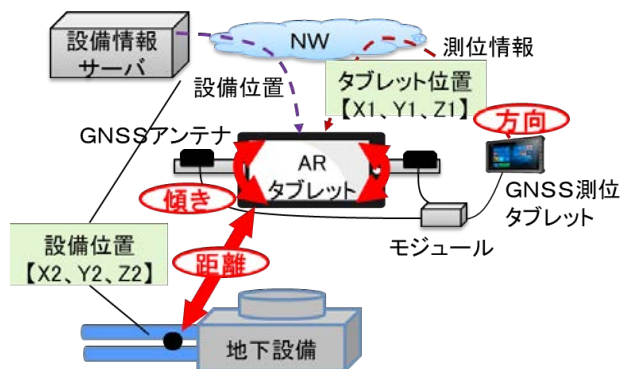 設備情報
サーバ
NW
測位情報
設備位置
タブレット位置
【X1、Y1、Z1】
方向
GNSSアンテナ
AR
タブレット
GNSS測位
タブレット
傾き
モジュール
設備位置
【X2、Y2、Z2】
距離
地下設備